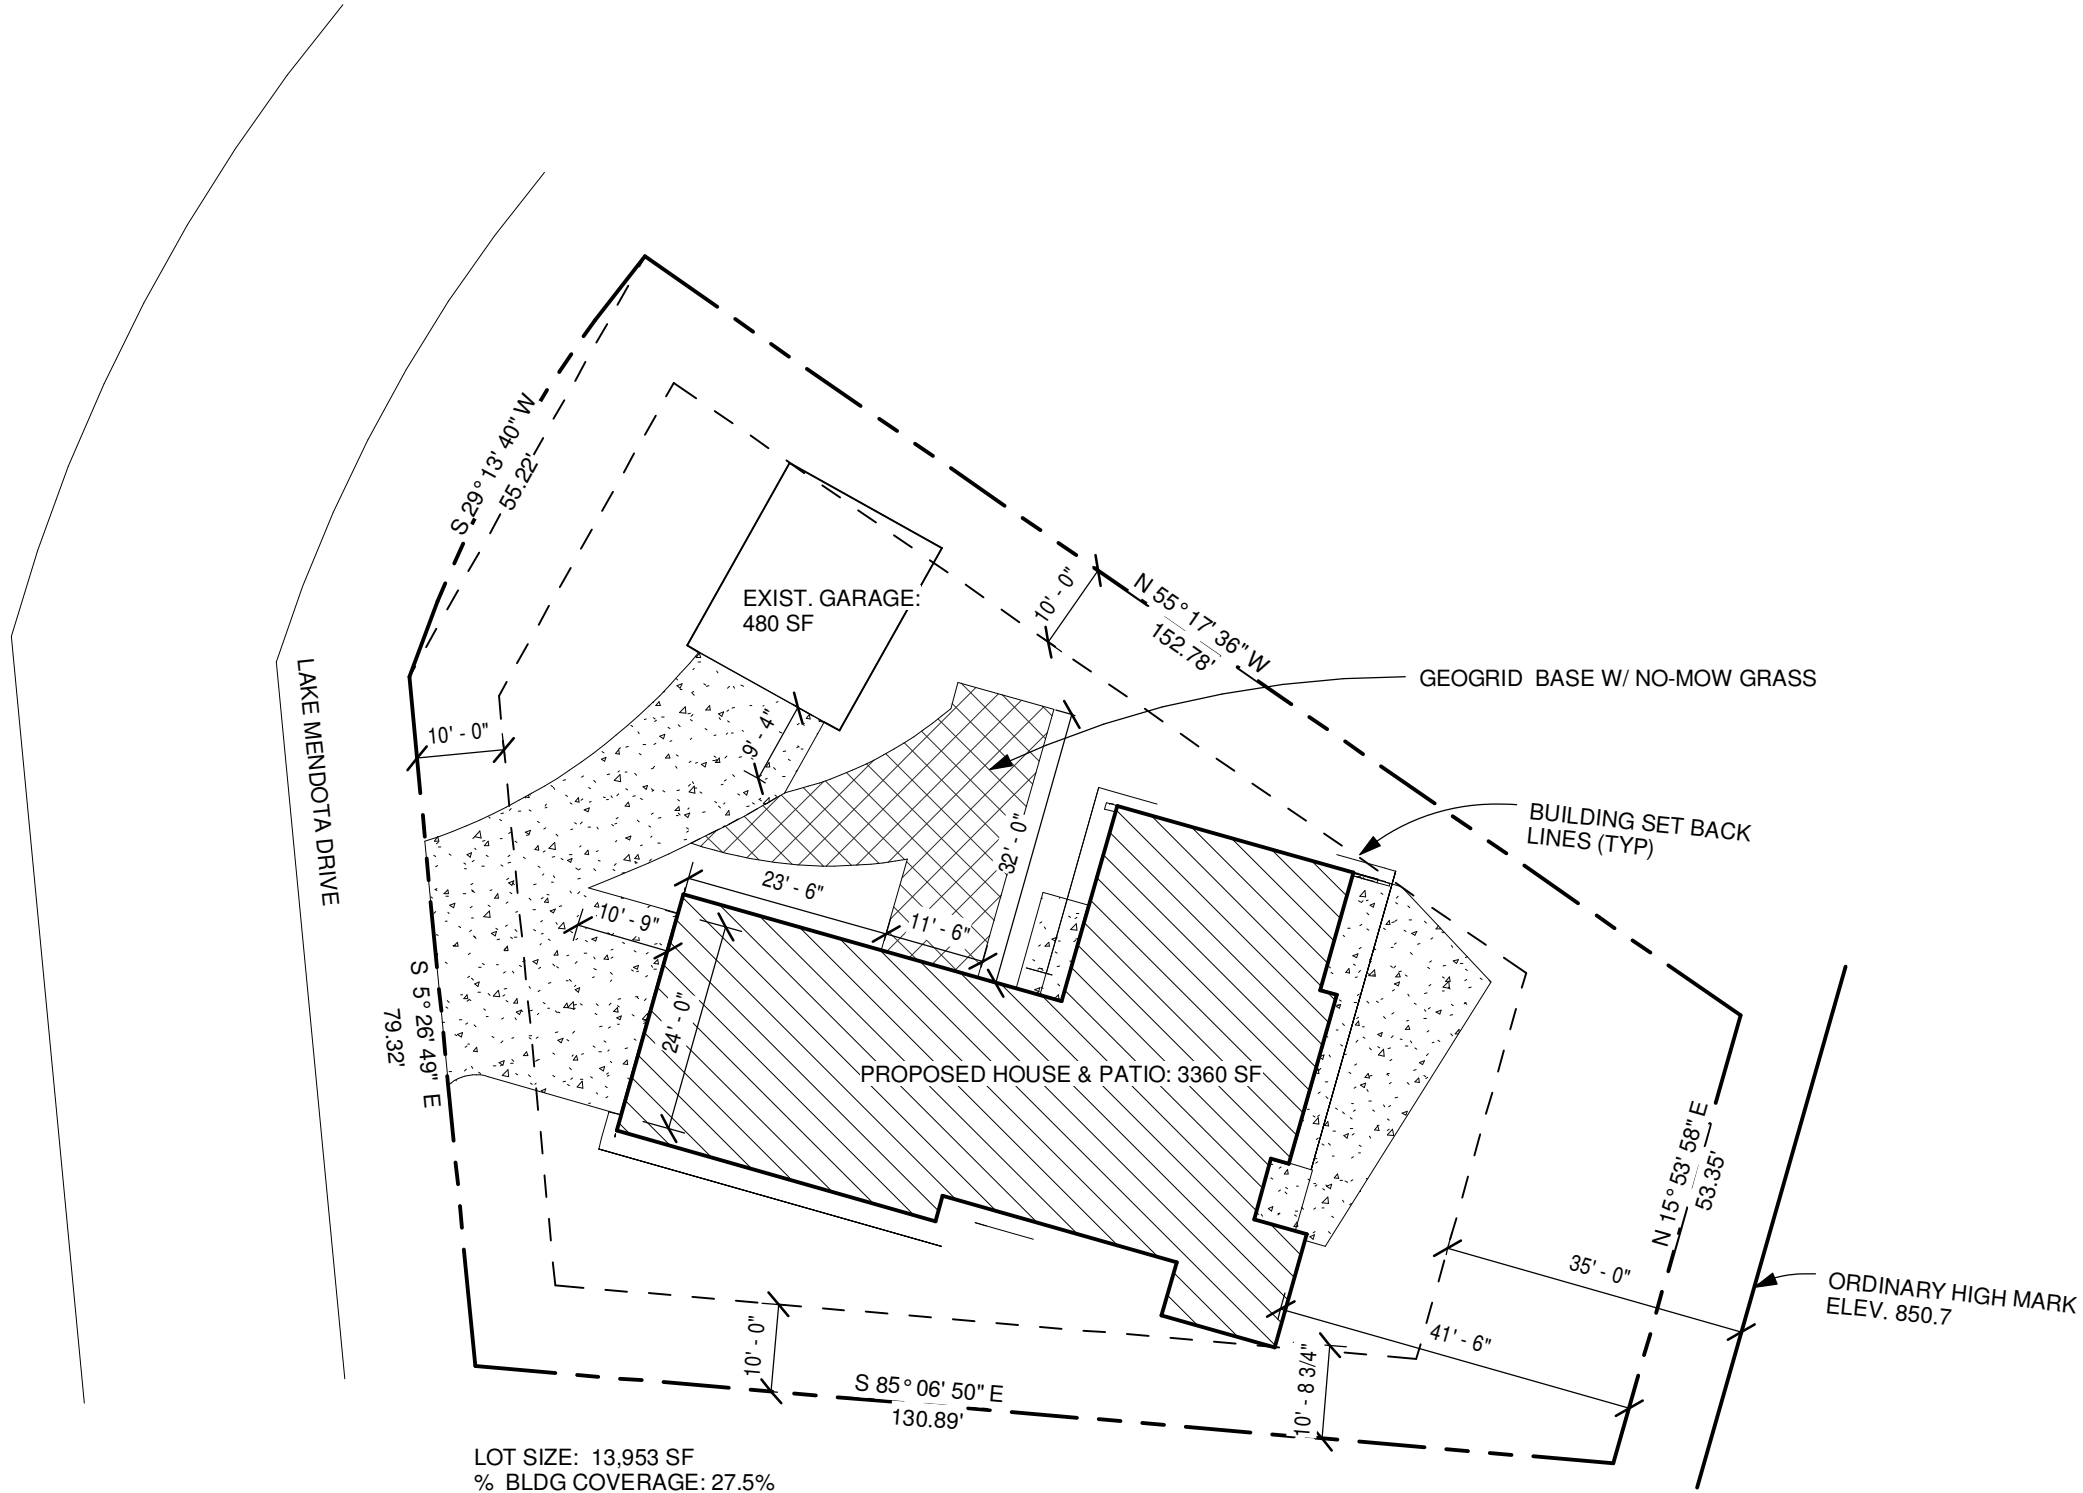 S 29° 13' 40" W
55.22'
EXIST. GARAGE:
480 SF
10' - 0"
N 55° 17' 36" W
152.78'
GEOGRID BASE W/ NO-MOW GRASS
LAKE MENDOTA DRIVE
10' - 0"
9' - 4"
32' - 0"
BUILDING SET BACK
LINES (TYP)
23' - 6"
10' - 9"
11' - 6"
24' - 0"
S 5° 26' 49" E
79.32'
PROPOSED HOUSE & PATIO: 3360 SF
N 15° 53' 58" E
53.35'
35' - 0"
ORDINARY HIGH MARK
ELEV. 850.7
41' - 6"
10' - 0"
10' - 8 3/4"
S 85° 06' 50" E
130.89'
LOT SIZE: 13,953 SF
% BLDG COVERAGE: 27.5%